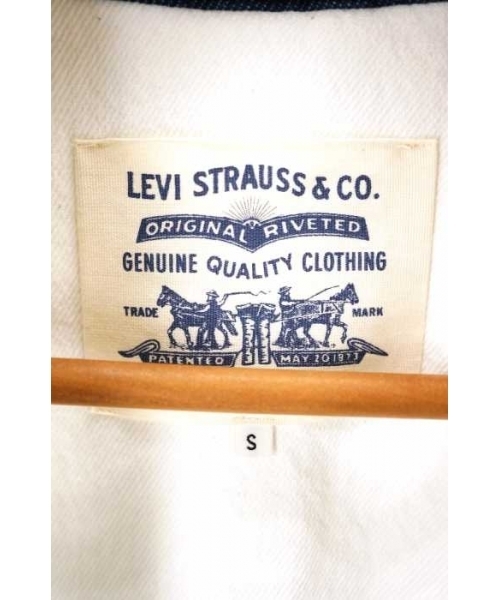 LEVI STRAUSS & CO.
ORIGINAL RIVETED
GENUINE QUALITY CLOTHING
TRADE MARK
PATENTED MAY 20 1873
S